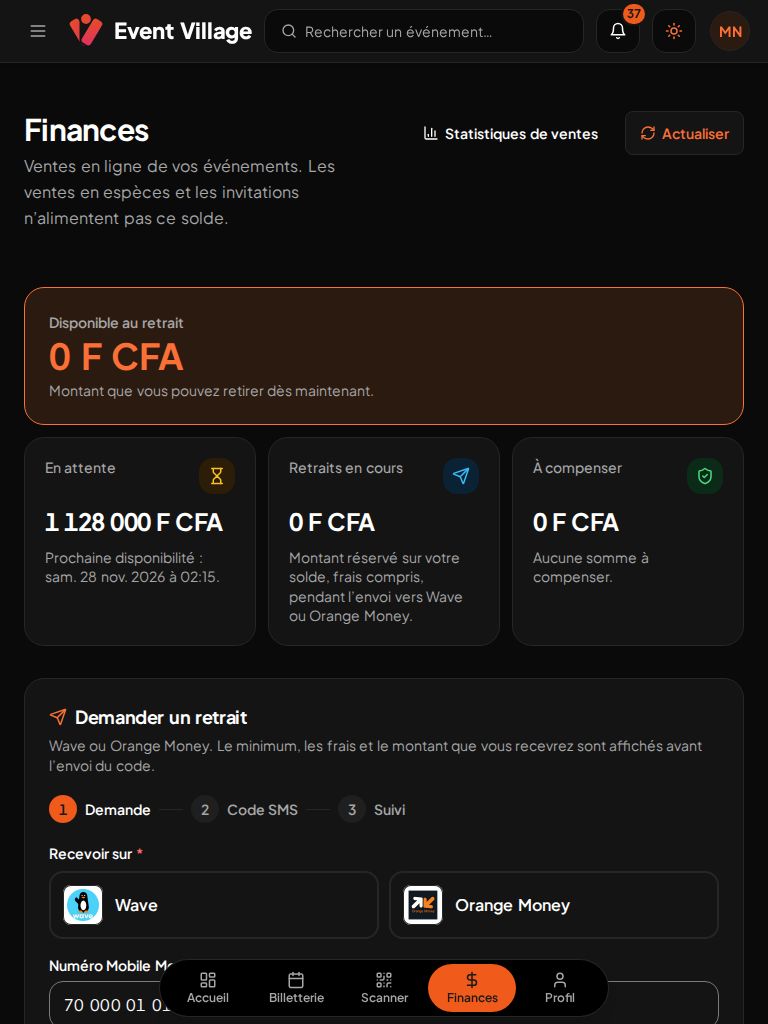 Event Village
Rechercher un événement...
37
MN
Finances
Statistiques de ventes
Actualiser
Ventes en ligne de vos événements. Les
ventes en espèces et les invitations
n'alimentent pas ce solde.
Disponible au retrait
0 F CFA
Montant que vous pouvez retirer dès maintenant.
En attente
1 128 000 F CFA
Prochaine disponibilité :
sam. 28 nov. 2026 à 02:15.
Retraits en cours
0 F CFA
Montant réservé sur votre
solde, frais compris,
pendant l'envoi vers Wave
ou Orange Money.
À compenser
0 F CFA
Aucune somme à
compenser.
Demander un retrait
Wave ou Orange Money. Le minimum, les frais et le montant que vous recevrez sont affichés avant
l'envoi du code.
1 Demande
2 Code SMS
3 Suivi
Recevoir sur *
wave
Wave
Orange Money
Numéro Mobile
70 000 01 01
Accueil
Billetterie
Scanner
Finances
Profil